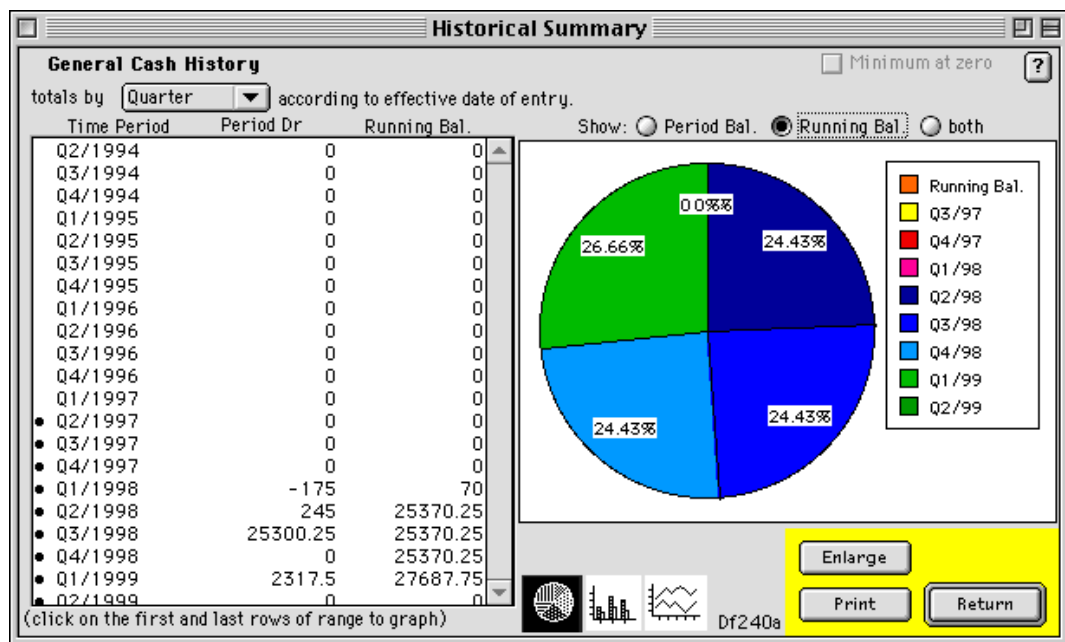 Historical Summary
General Cash History
Minimum at zero
?
totals by Quarter according to effective date of entry.
Time Period Period Dr Running Bal.
Show: Period Bal. Running Bal. both
Q2/1994 0 0
Q3/1994 0 0
Q4/1994 0 0
Q1/1995 0 0
Q2/1995 0 0
Q3/1995 0 0
Q4/1995 0 0
Q1/1996 0 0
Q2/1996 0 0
Q3/1996 0 0
Q4/1996 0 0
Q1/1997 0 0
• Q2/1997 0 0
• Q3/1997 0 0
• Q4/1997 0 0
• Q1/1998 -175 70
• Q2/1998 245 25370.25
• Q3/1998 25300.25 25370.25
• Q4/1998 0 25370.25
• Q1/1999 2317.5 27687.75
• Q2/1999 0 0
(click on the first and last rows of range to graph)
0.0%%
26.66%
24.43%
24.43%
24.43%
Running Bal.
Q3/97
Q4/97
Q1/98
Q2/98
Q3/98
Q4/98
Q1/99
Q2/99
Df240a
Enlarge
Print
Return